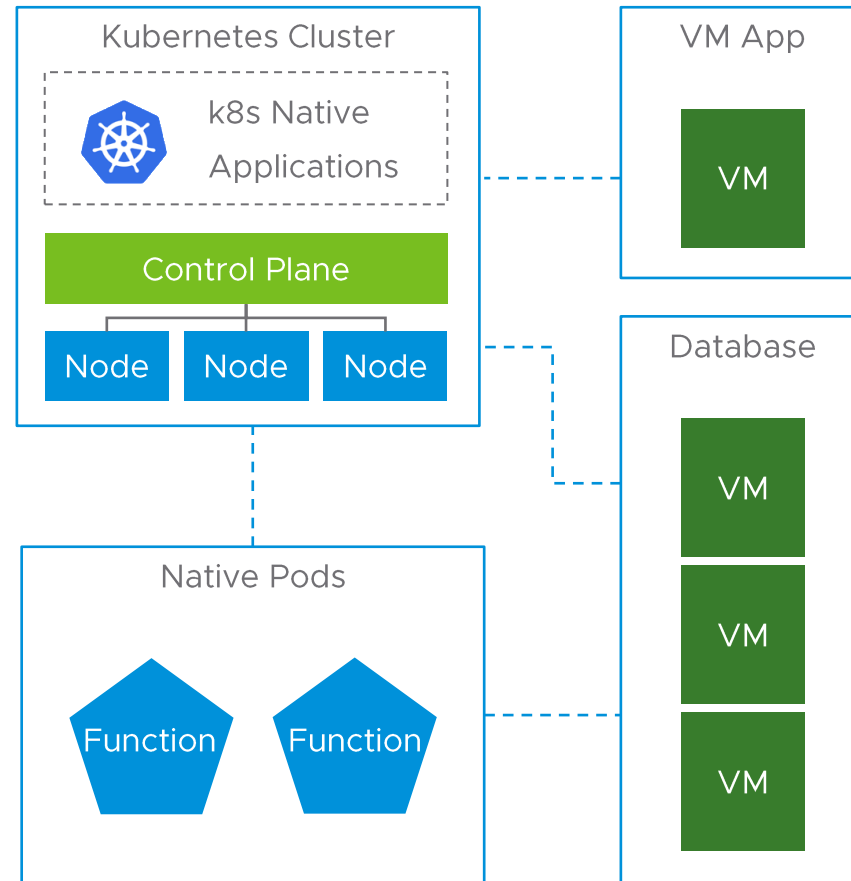 Kubernetes Cluster
k8s Native
Applications
Control Plane
Node Node Node
VM App
VM
Database
VM
VM
VM
Native Pods
Function Function